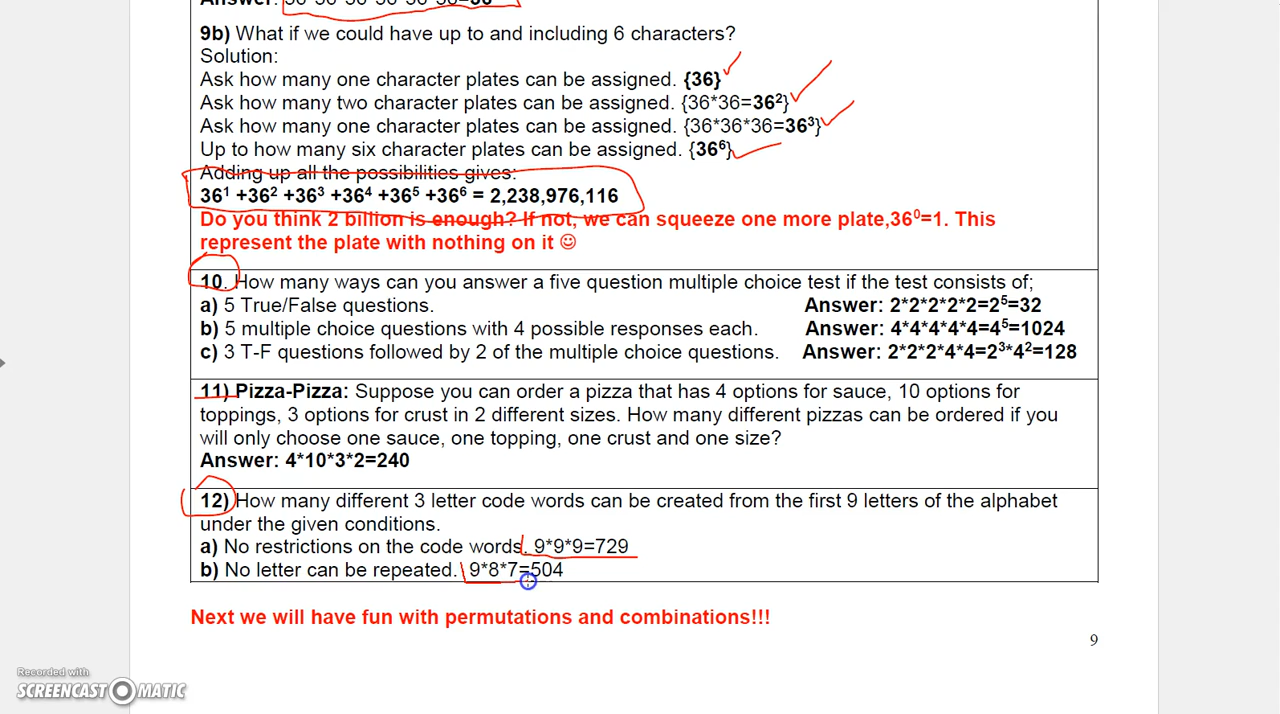 9b) What if we could have up to and including 6 characters?
Solution:
Ask how many one character plates can be assigned. {36}
Ask how many two character plates can be assigned. {36*36=36²}
Ask how many one character plates can be assigned. {36*36*36=36³}
Up to how many six character plates can be assigned. {36⁶}
Adding up all the possibilities gives:
36¹ +36² +36³ +36⁴ +36⁵ +36⁶ = 2,238,976,116
Do you think 2 billion is enough? If not, we can squeeze one more plate,36⁰=1. This
represent the plate with nothing on it ☺
10. How many ways can you answer a five question multiple choice test if the test consists of;
a) 5 True/False questions. Answer: 2*2*2*2*2=2⁵=32
b) 5 multiple choice questions with 4 possible responses each. Answer: 4*4*4*4*4=4⁵=1024
c) 3 T-F questions followed by 2 of the multiple choice questions. Answer: 2*2*2*4*4=2³*4²=128
11) Pizza-Pizza: Suppose you can order a pizza that has 4 options for sauce, 10 options for
toppings, 3 options for crust in 2 different sizes. How many different pizzas can be ordered if you
will only choose one sauce, one topping, one crust and one size?
Answer: 4*10*3*2=240
12) How many different 3 letter code words can be created from the first 9 letters of the alphabet
under the given conditions.
a) No restrictions on the code words. 9*9*9=729
b) No letter can be repeated. 9*8*7=504
Next we will have fun with permutations and combinations!!!
9
Recorded with
SCREENCAST O MATIC